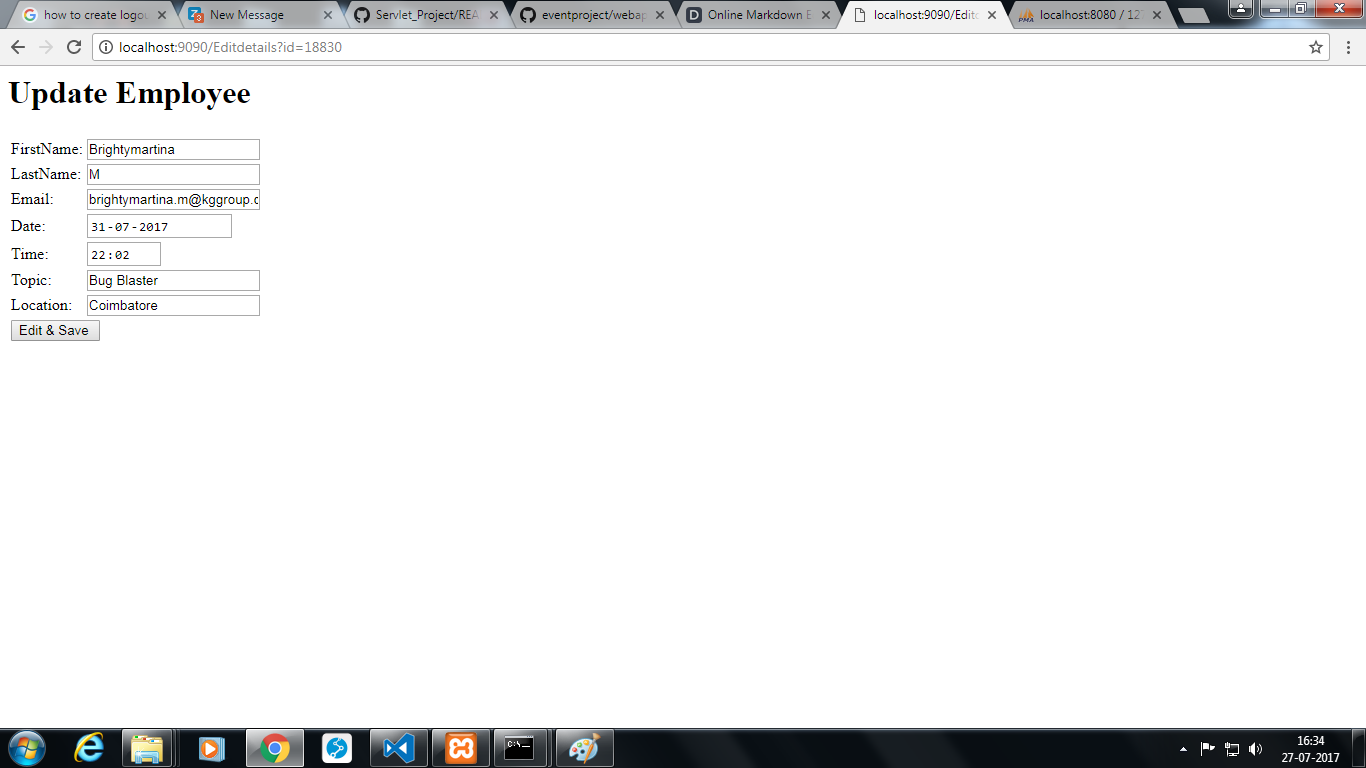 how to create logou
New Message
Servlet_Project/REA
eventproject/webap
Online Markdown E
localhost:9090/Edit
localhost:8080 / 127
localhost:9090/Editdetails?id=18830
Update Employee
FirstName: Brightymartina
LastName: M
Email: brightymartina.m@kggroup.c
Date: 31-07-2017
Time: 22:02
Topic: Bug Blaster
Location: Coimbatore
Edit & Save
16:34
27-07-2017